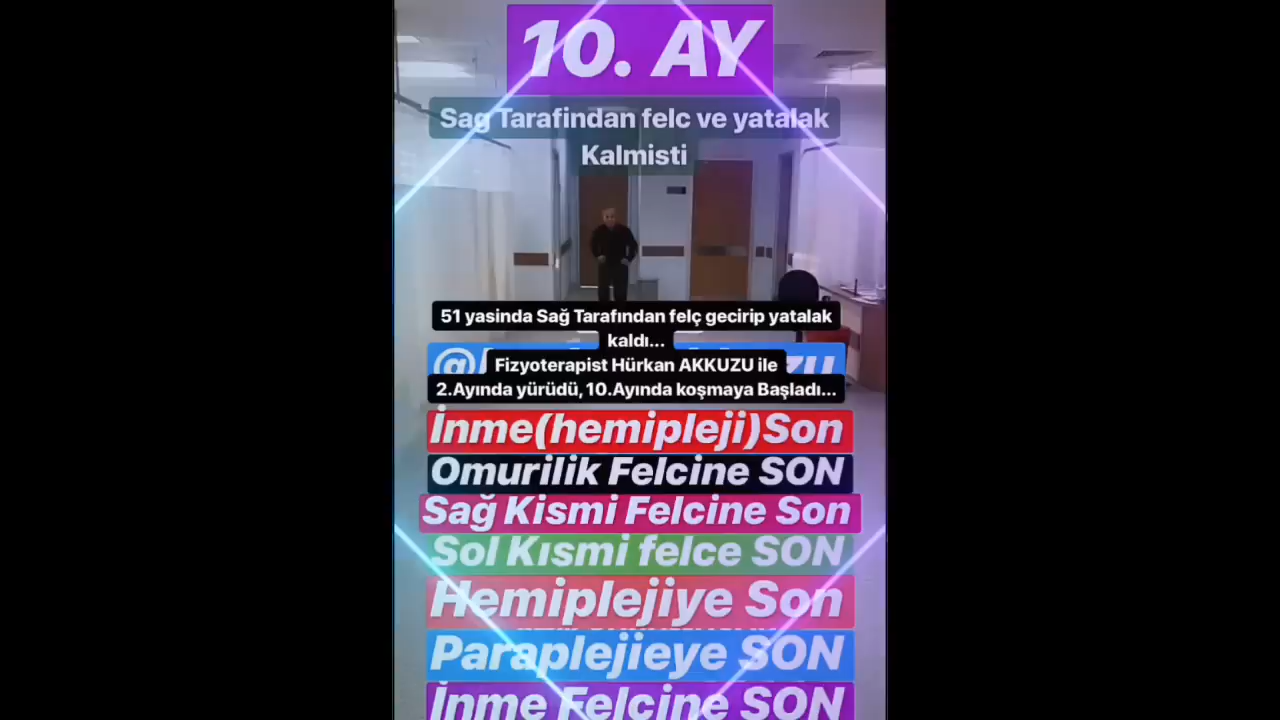 10. AY
Sag Tarafindan felc ve yatalak
Kalmisti
51 yasinda Sağ Tarafından felç gecirip yatalak
kaldı...
Fizyoterapist Hürkan AKKUZU ile
2.Ayında yürüdü, 10.Ayında koşmaya Başladı...
İnme(hemipleji)Son
Omurilik Felcine SON
Sağ Kismi Felcine Son
Sol Kısmi felce SON
Hemiplejiye Son
Paraplejieye SON
İnme Felcine SON